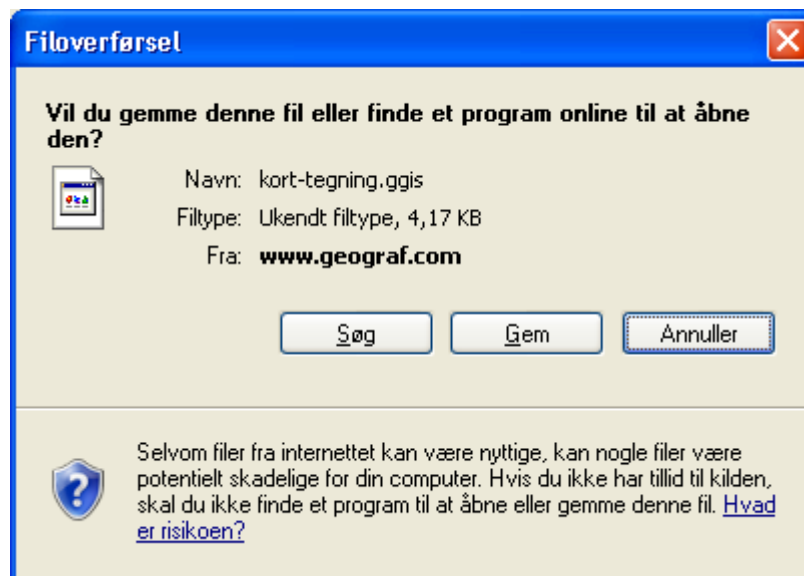 Filoverførsel
Vil du gemme denne fil eller finde et program online til at åbne
den?
Navn: kort-tegning.ggis
Filtype: Ukendt filtype, 4,17 KB
Fra: www.geograf.com
Søg Gem Annuller
Selvom filer fra internettet kan være nyttige, kan nogle filer være
potentielt skadelige for din computer. Hvis du ikke har tillid til kilden,
skal du ikke finde et program til at åbne eller gemme denne fil. Hvad
er risikoen?